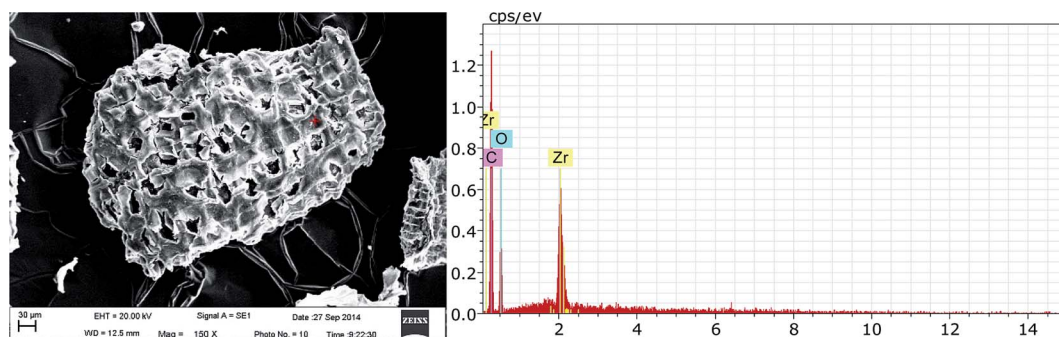 30 µm
EHT = 20.00 kV
Signal A = SE1
Date :27 Sep 2014
ZEISS
WD = 12.5 mm
Mag = 150 X
Photo No. = 10
Time :9:22:30
cps/ev
1.2
1.0
0.8
0.6
0.4
0.2
0.0
Zr
O
C
Zr
2 4 6 8 10 12 14